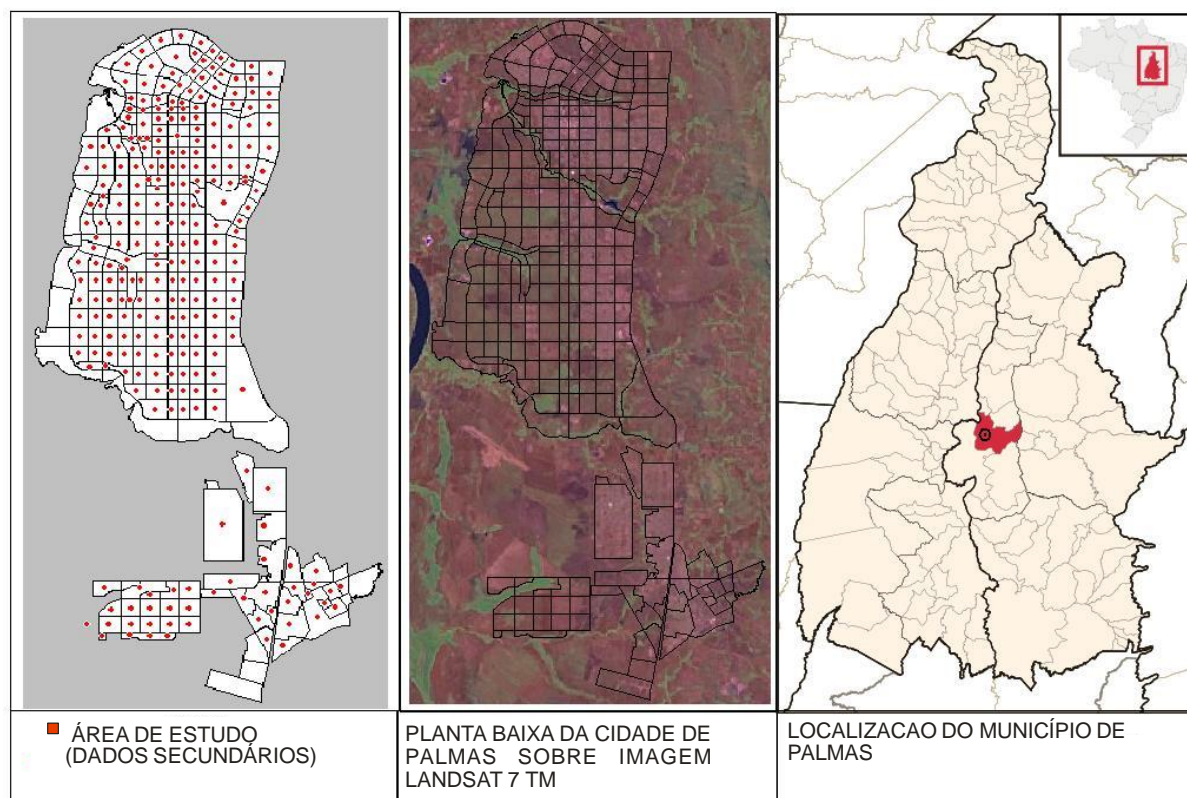 ÁREA DE ESTUDO
(DADOS SECUNDÁRIOS)
PLANTA BAIXA DA CIDADE DE
PALMAS SOBRE IMAGEM
LANDSAT 7 TM
LOCALIZACAO DO MUNICÍPIO DE
PALMAS